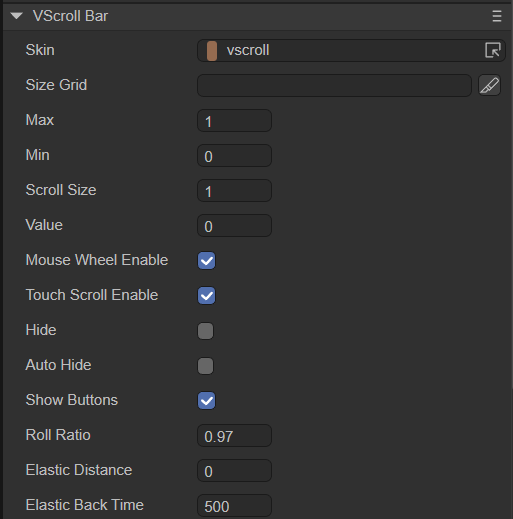 VScroll Bar
Skin vscroll
Size Grid
Max 1
Min 0
Scroll Size 1
Value 0
Mouse Wheel Enable
Touch Scroll Enable
Hide
Auto Hide
Show Buttons
Roll Ratio 0.97
Elastic Distance 0
Elastic Back Time 500